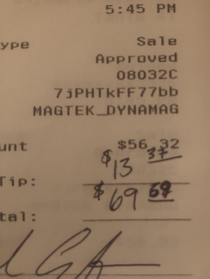 5:45 PM
ype Sale
Approved
08032C
7jPHTkFF77bb
MAGTEK_DYNAMAG
unt $56.32
Tip: $13 37
tal: $69 69